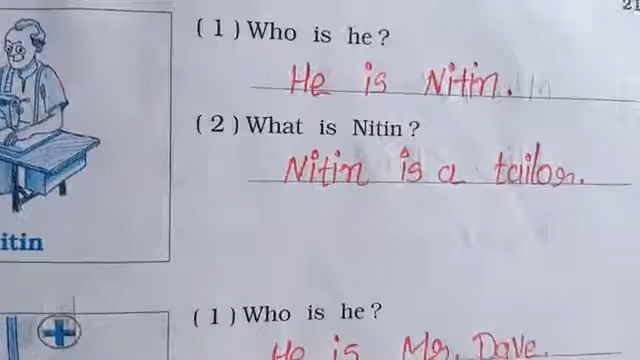 21
(1) Who is he?
He is Nitin.
(2) What is Nitin?
Nitin is a tailor.
itin
(1) Who is he?
He is Mr. Dave.